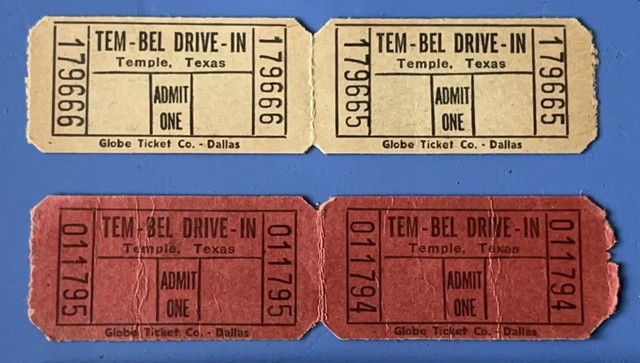 179666
TEM-BEL DRIVE-IN
Temple, Texas
ADMIT
ONE
179666
Globe Ticket Co. - Dallas
179665
TEM-BEL DRIVE-IN
Temple, Texas
ADMIT
ONE
179665
Globe Ticket Co. - Dallas
011795
TEM-BEL DRIVE-IN
Temple, Texas
ADMIT
ONE
011795
Globe Ticket Co. - Dallas
011794
TEM-BEL DRIVE-IN
Temple, Texas
ADMIT
ONE
011794
Globe Ticket Co. - Dallas